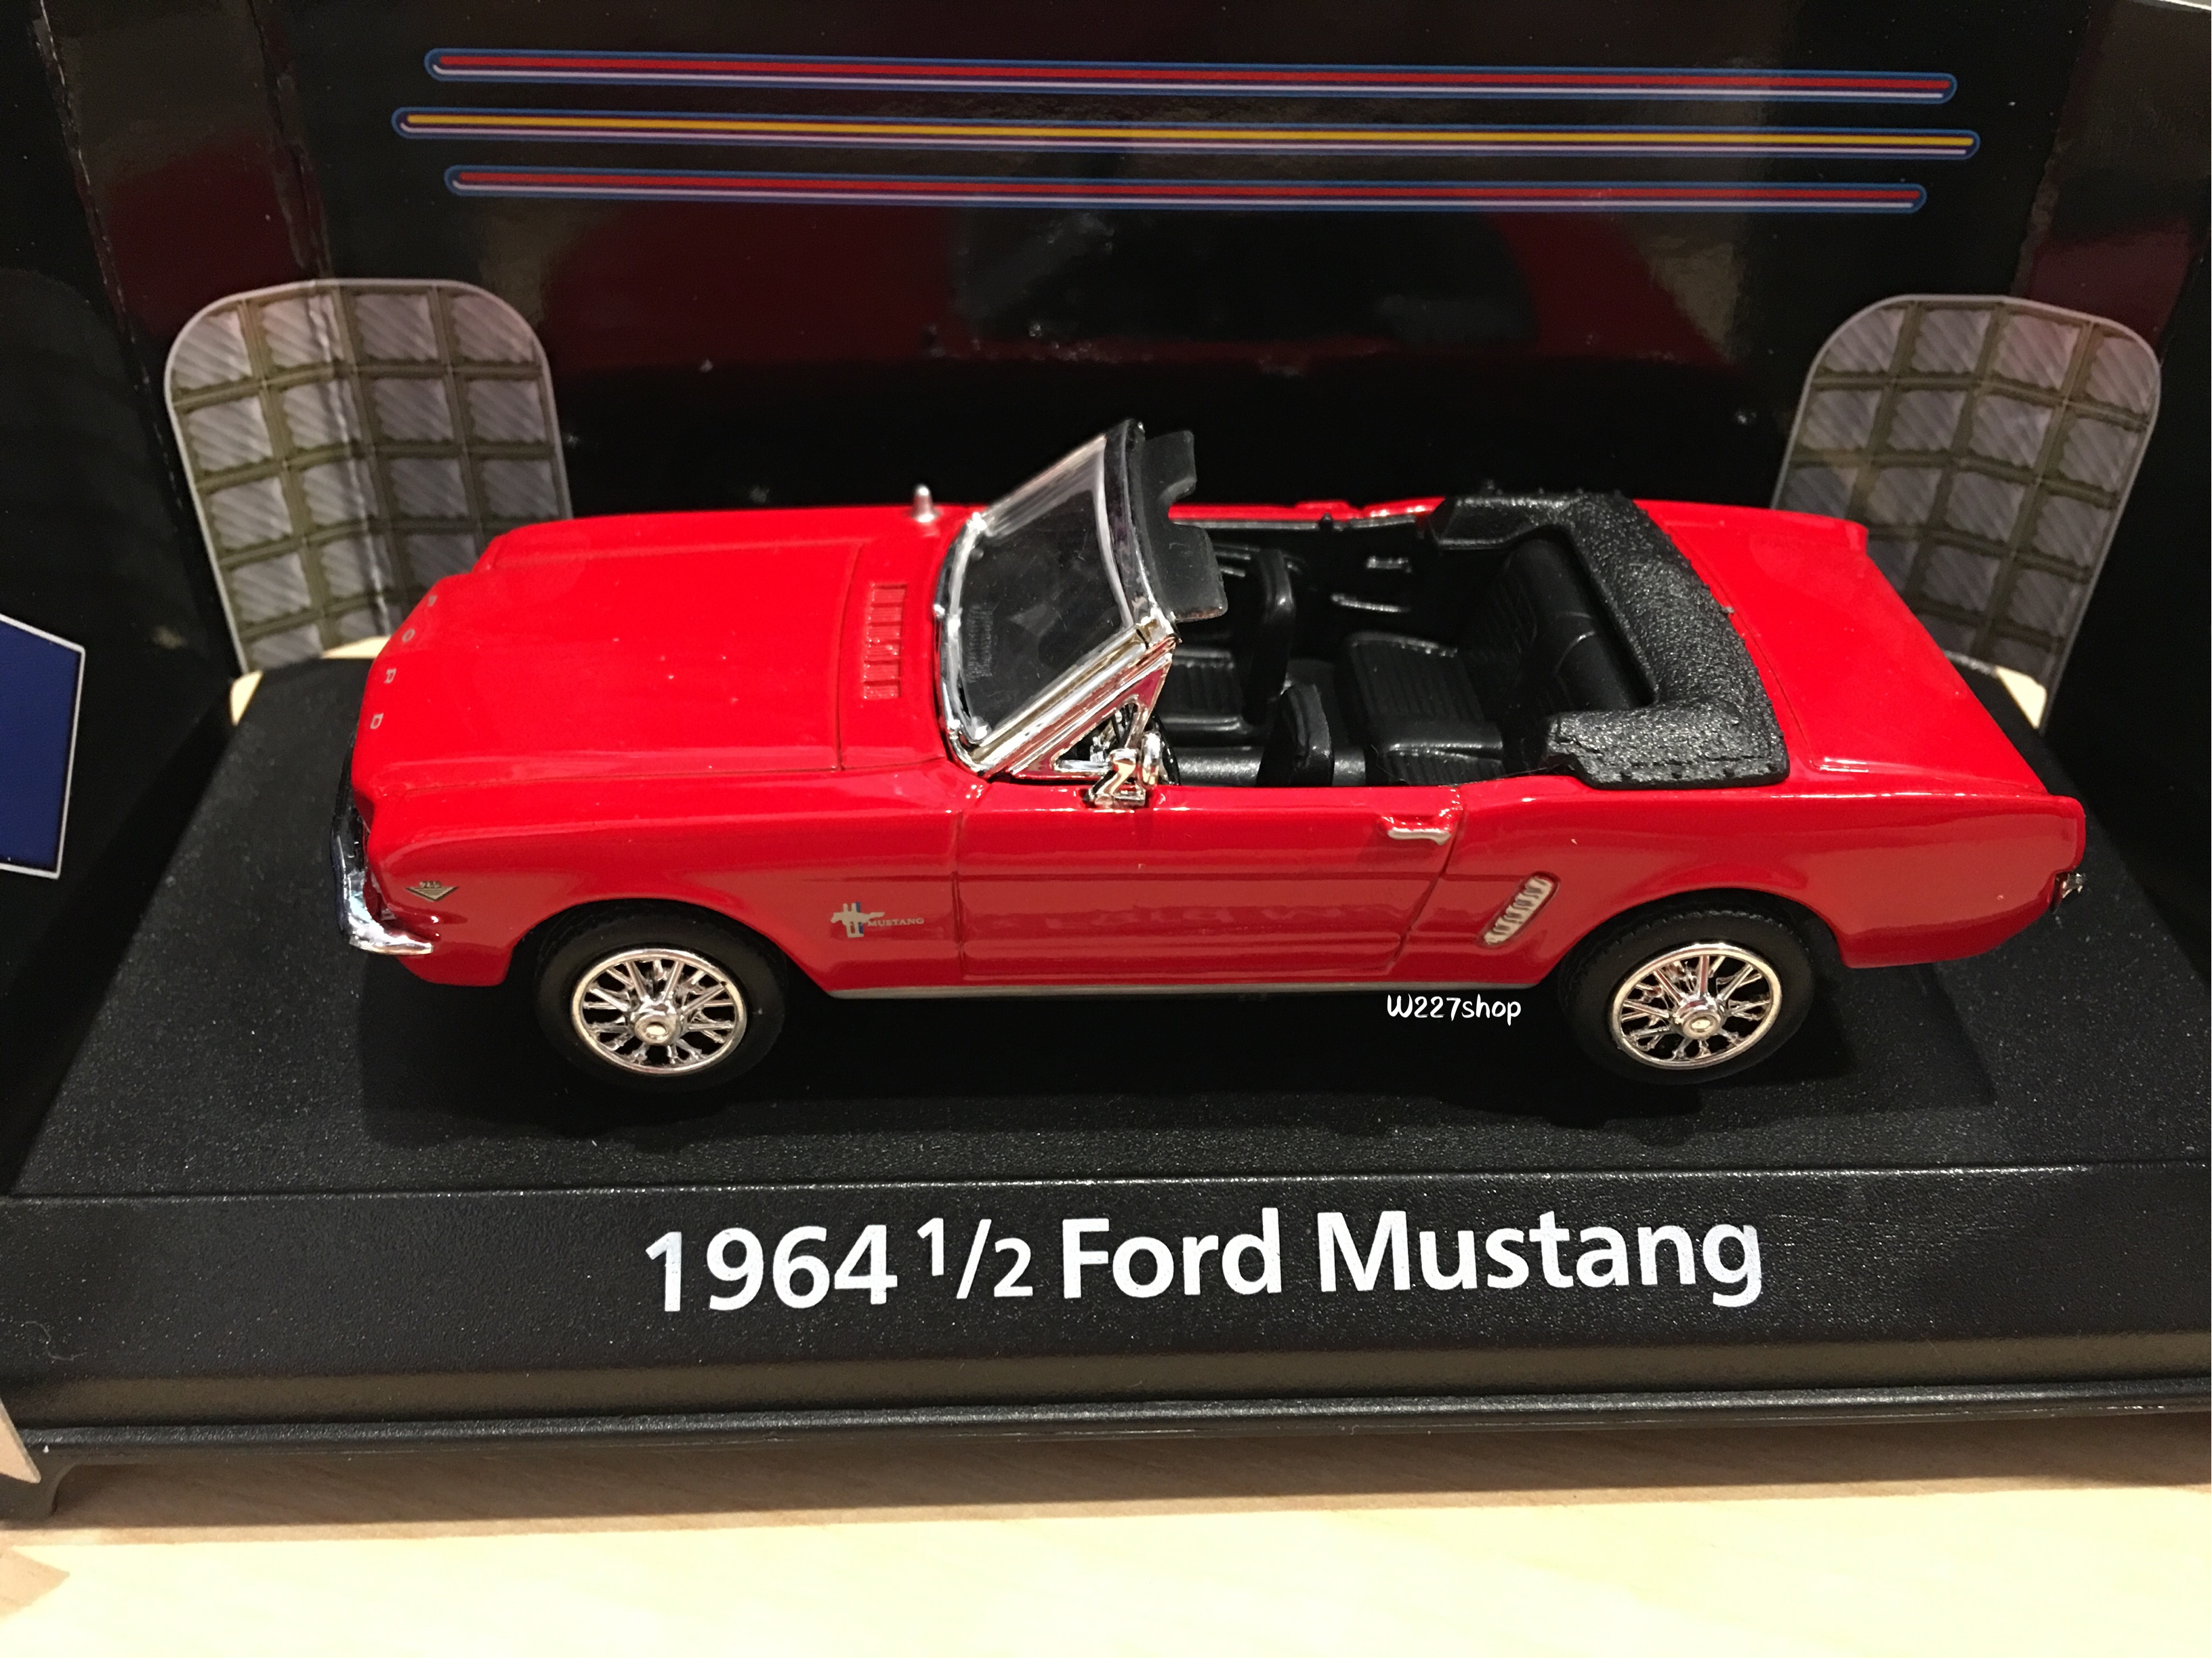 FORD
MUSTANG
W227shop
1964 1/2 Ford Mustang